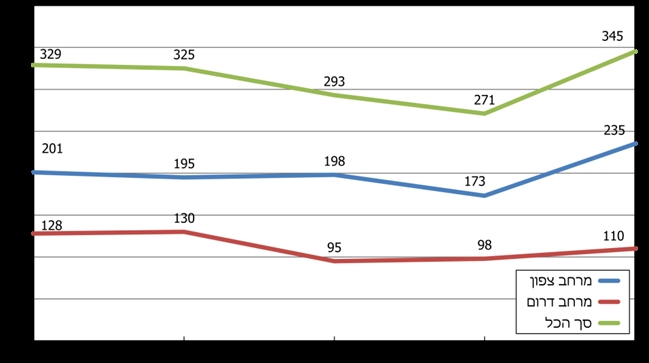 329 325 293 271 345
201 195 198 173 235
128 130 95 98 110
מרחב צפון
מרחב דרום
סך הכל